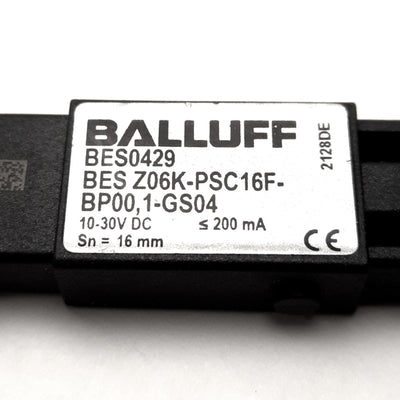 BALLUFF
BES0429
BES Z06K-PSC16F-
BP00,1-GS04
10-30V DC ≤ 200 mA
Sn = 16 mm
CE
2128DE